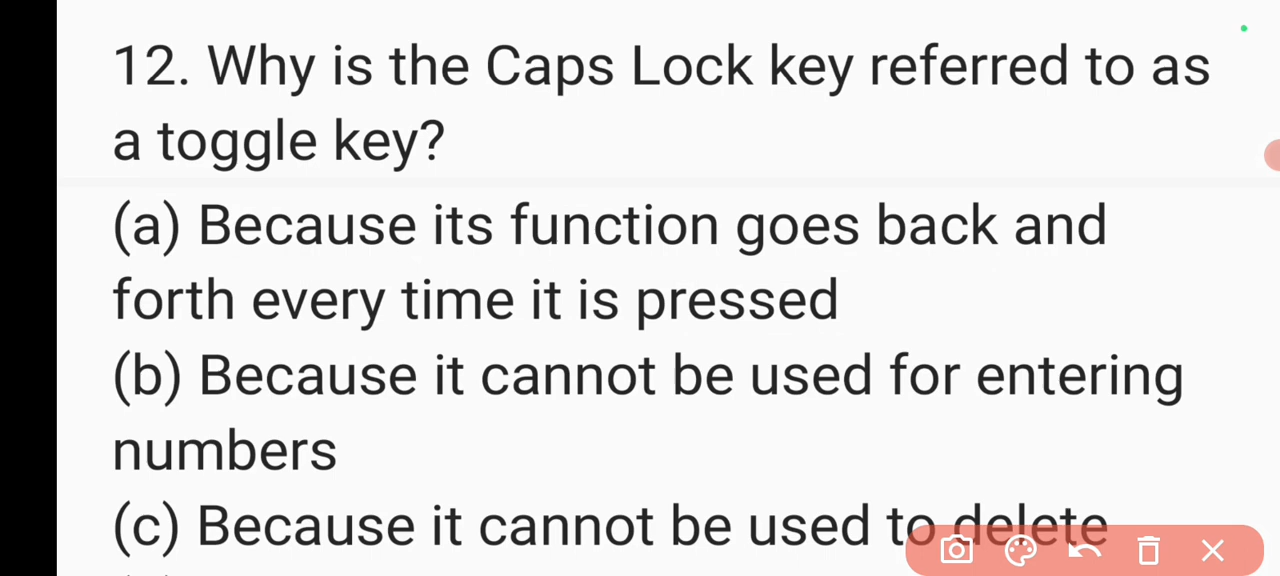 12. Why is the Caps Lock key referred to as
a toggle key?
(a) Because its function goes back and
forth every time it is pressed
(b) Because it cannot be used for entering
numbers
(c) Because it cannot be used to delete